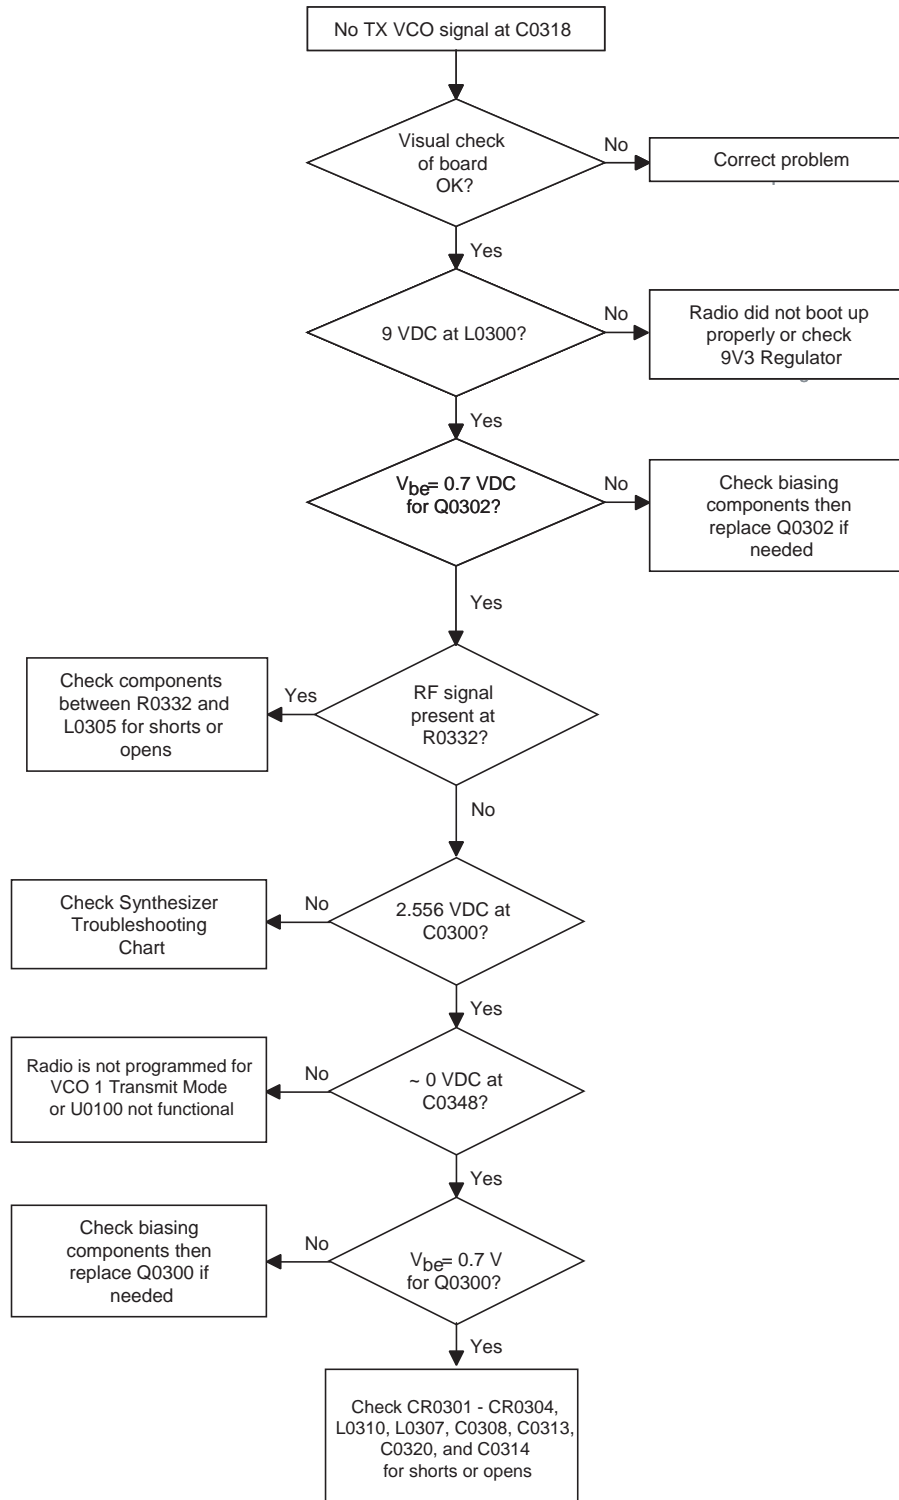 No TX VCO signal at C0318
Visual check
of board
OK?
No
Correct problem
Yes
9 VDC at L0300?
No
Radio did not boot up
properly or check
9V3 Regulator
Yes
Vbe= 0.7 VDC
for Q0302?
No
Check biasing
components then
replace Q0302 if
needed
Yes
RF signal
present at
R0332?
Yes
Check components
between R0332 and
L0305 for shorts or
opens
No
2.556 VDC at
C0300?
No
Check Synthesizer
Troubleshooting
Chart
Yes
~ 0 VDC at
C0348?
No
Radio is not programmed for
VCO 1 Transmit Mode
or U0100 not functional
Yes
Vbe= 0.7 V
for Q0300?
No
Check biasing
components then
replace Q0300 if
needed
Yes
Check CR0301 - CR0304,
L0310, L0307, C0308, C0313,
C0320, and C0314
for shorts or opens